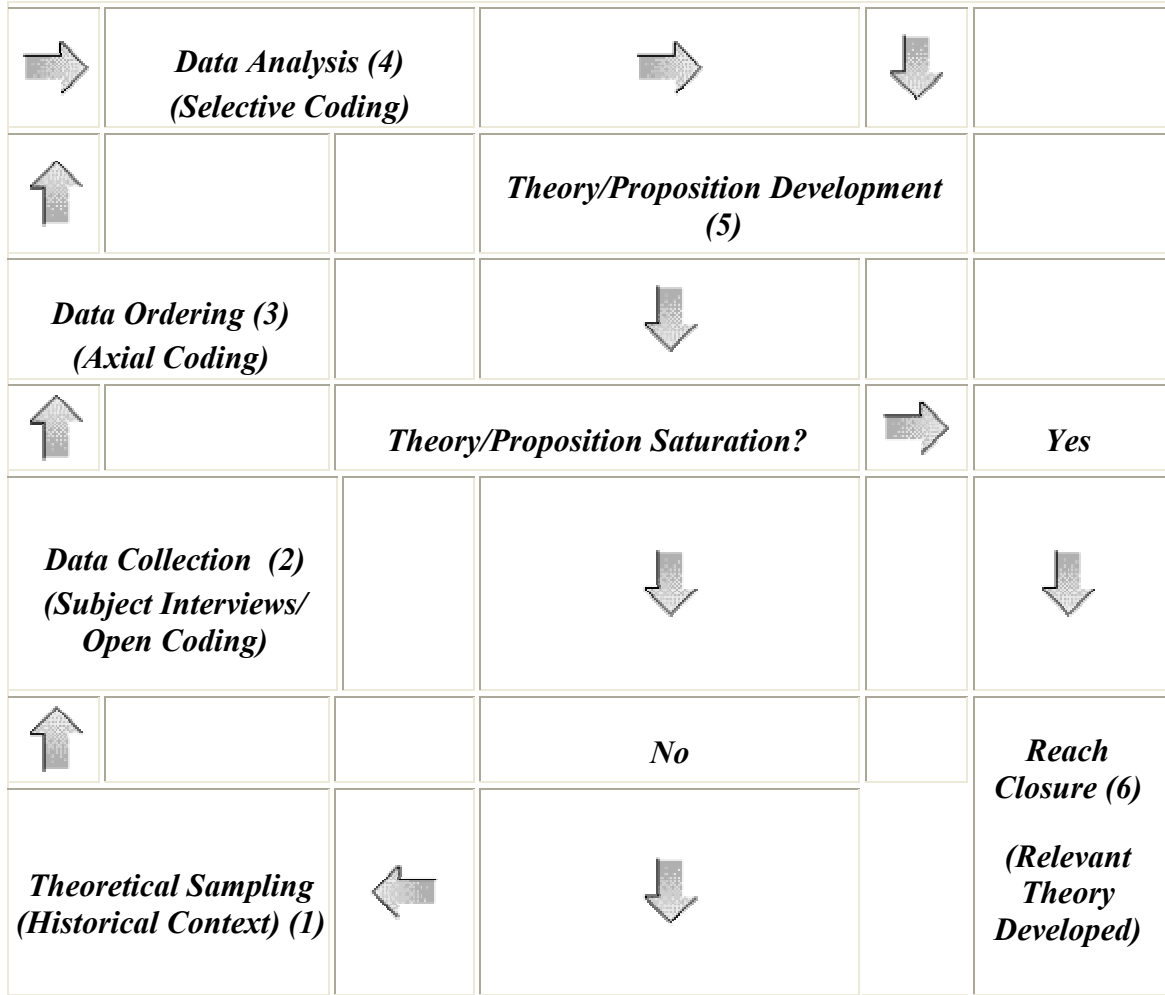 Data Analysis (4)
(Selective Coding)
Theory/Proposition Development
(5)
Data Ordering (3)
(Axial Coding)
Theory/Proposition Saturation?
Yes
Data Collection (2)
(Subject Interviews/
Open Coding)
No
Reach
Closure (6)
(Relevant
Theory
Developed)
Theoretical Sampling
(Historical Context) (1)